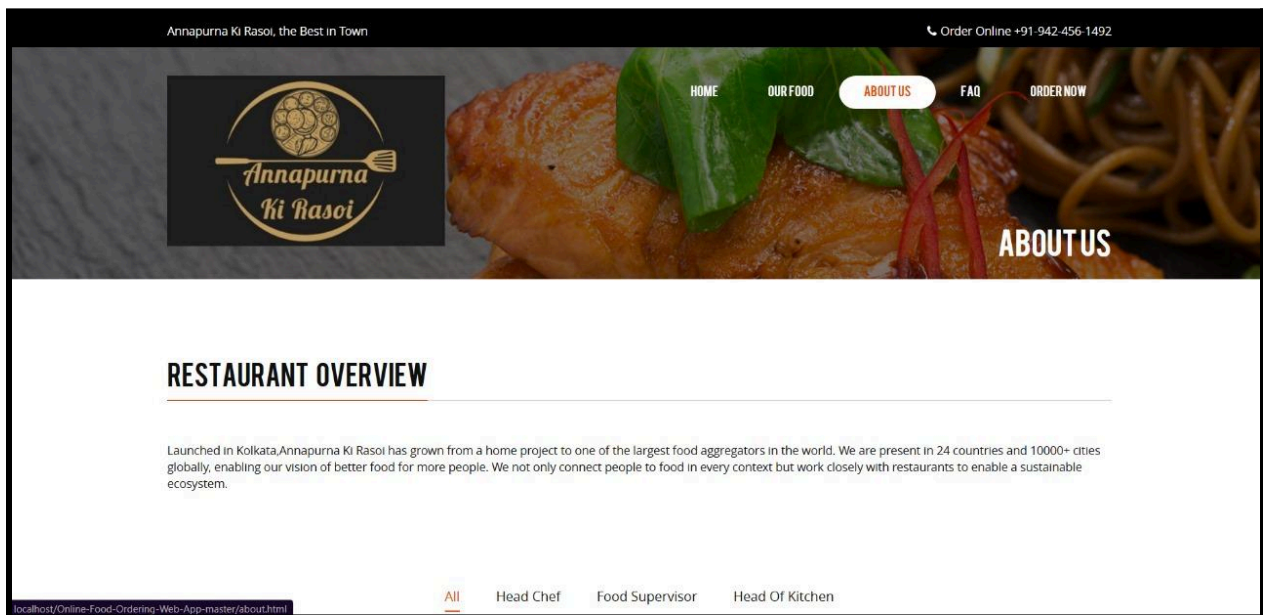 Annapurna Ki Rasoi, the Best in Town
Order Online +91-942-456-1492
HOME
OUR FOOD
ABOUT US
FAQ
ORDER NOW
Annapurna
Ki Rasoi
ABOUT US
RESTAURANT OVERVIEW
Launched in Kolkata,Annapurna Ki Rasoi has grown from a home project to one of the largest food aggregators in the world. We are present in 24 countries and 10000+ cities
globally, enabling our vision of better food for more people. We not only connect people to food in every context but work closely with restaurants to enable a sustainable
ecosystem.
All
Head Chef
Food Supervisor
Head Of Kitchen
localhost/Online-Food-Ordering-Web-App-master/about.html